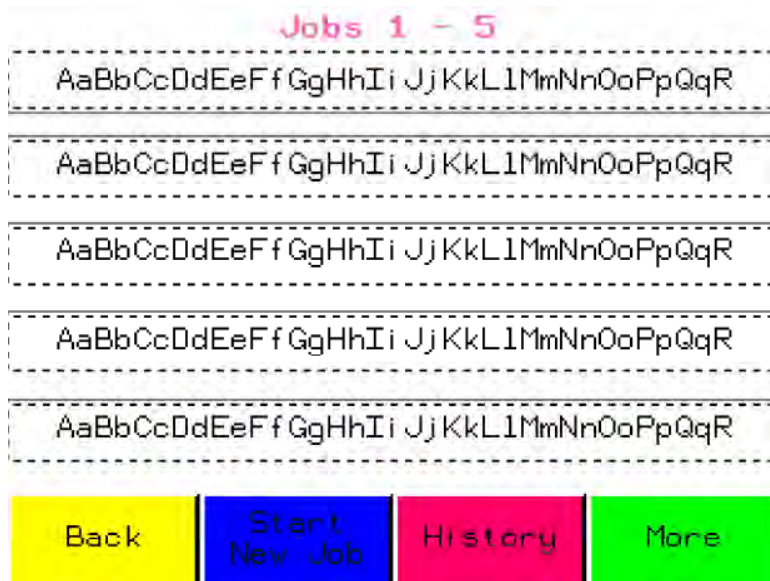 Jobs 1 - 5
AaBbCcDdEeFfGgHhIiJjKkLlMmNnOoPpQqR
AaBbCcDdEeFfGgHhIiJjKkLlMmNnOoPpQqR
AaBbCcDdEeFfGgHhIiJjKkLlMmNnOoPpQqR
AaBbCcDdEeFfGgHhIiJjKkLlMmNnOoPpQqR
AaBbCcDdEeFfGgHhIiJjKkLlMmNnOoPpQqR
Back
Start
New Job
History
More